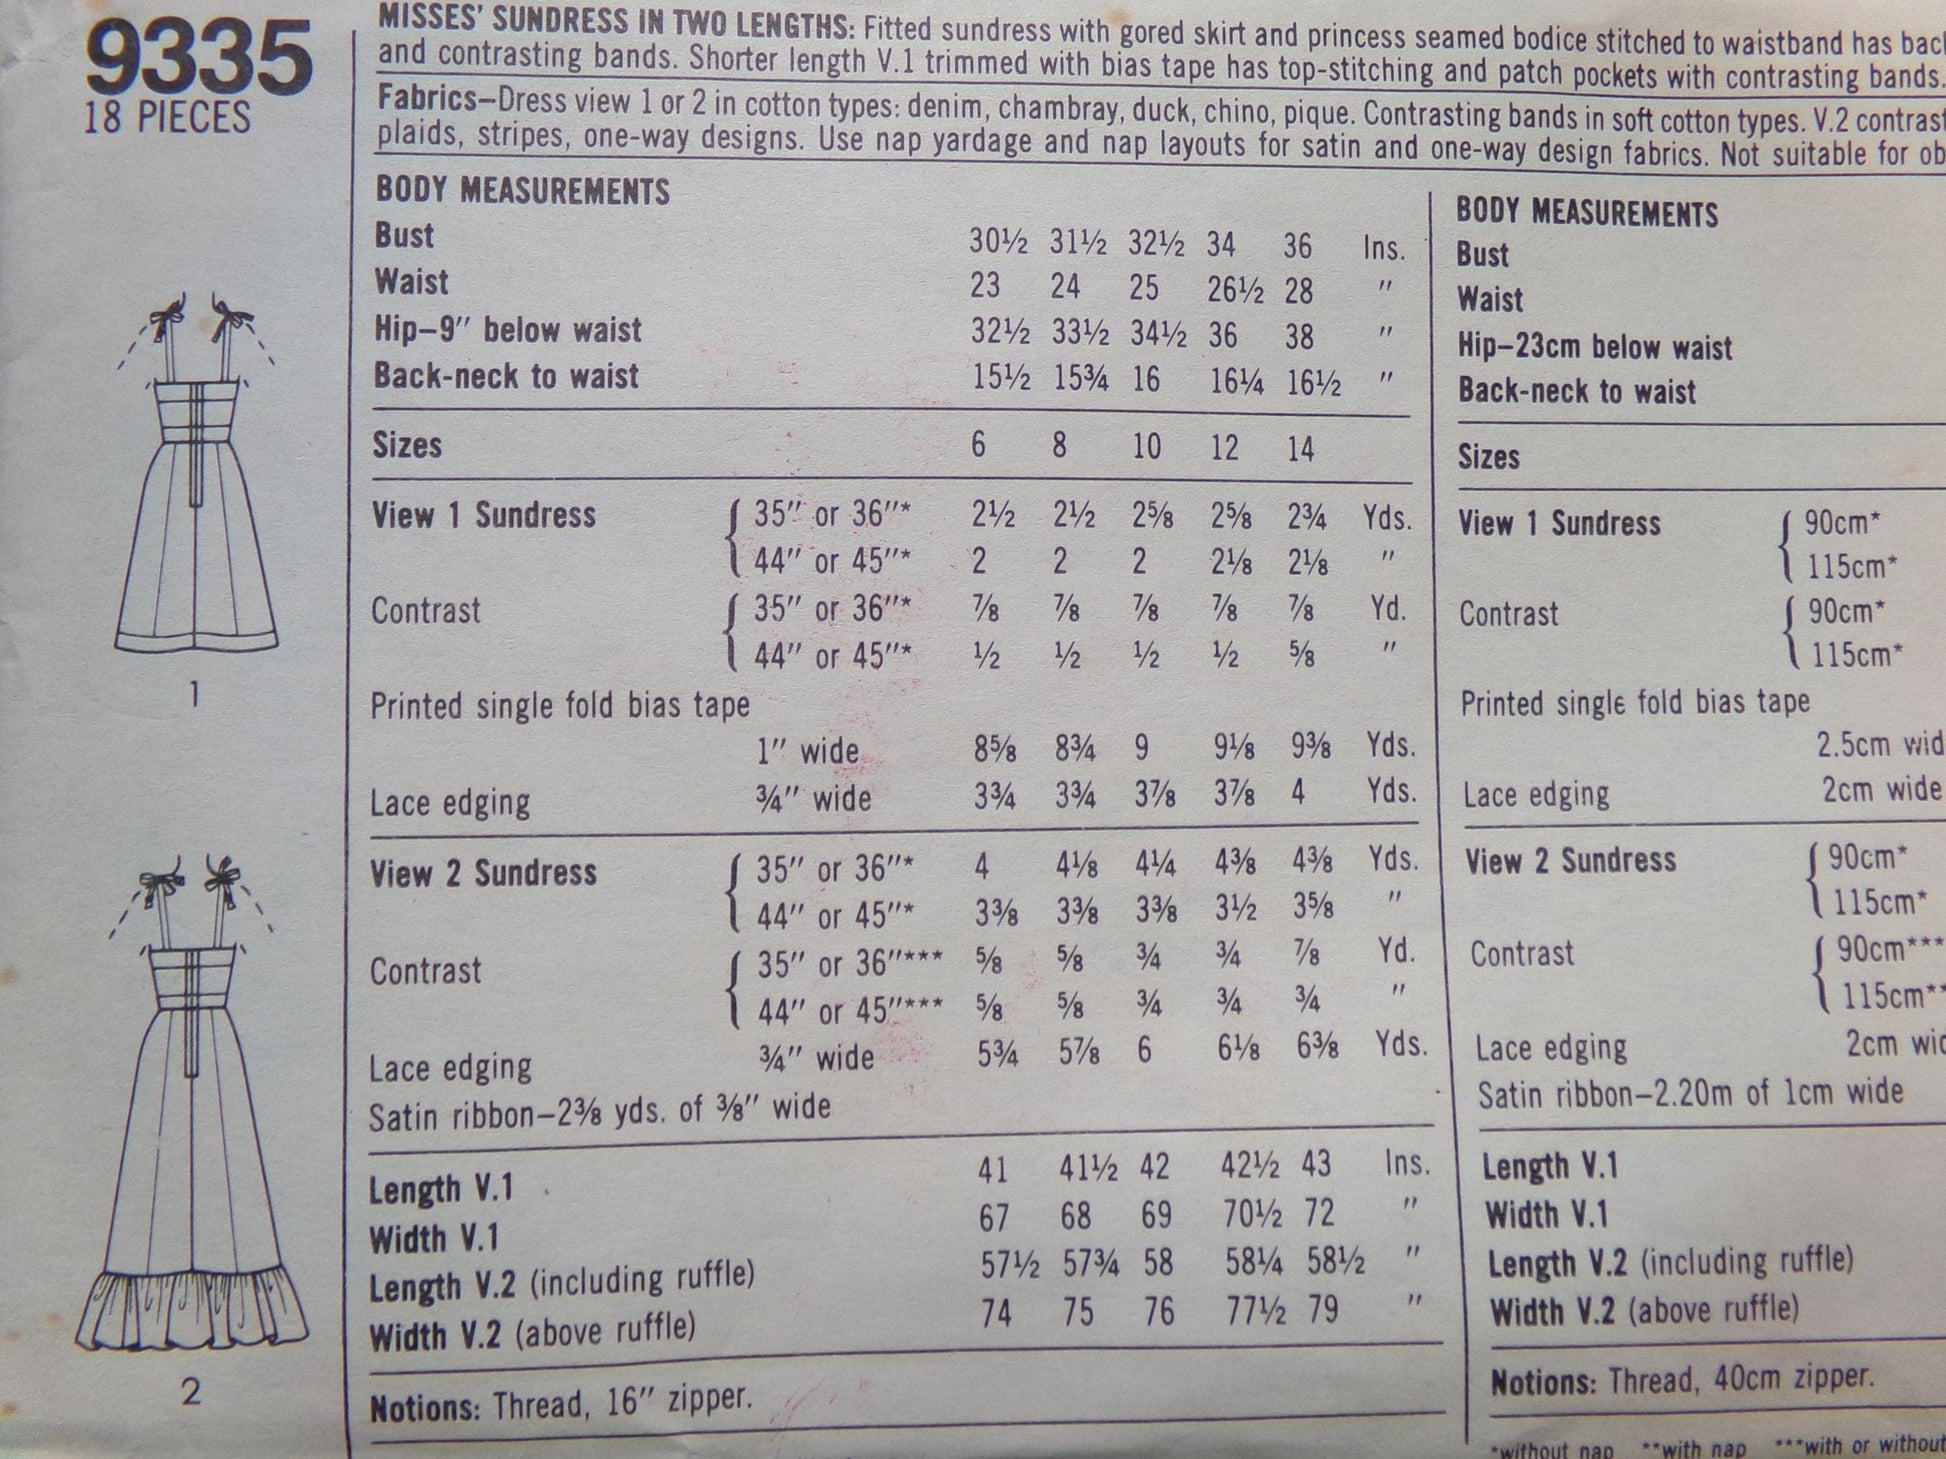 9335
18 PIECES
MISSES' SUNDRESS IN TWO LENGTHS: Fitted sundress with gored skirt and princess seamed bodice stitched to waistband has
and contrasting bands. Shorter length V.1 trimmed with bias tape has top-stitching and patch pockets with contrasting bands.
Fabrics–Dress view 1 or 2 in cotton types: denim, chambray, duck, chino, pique. Contrasting bands in soft cotton types. V.2
plaids, stripes, one-way designs. Use nap yardage and nap layouts for satin and one-way design fabrics. Not suitable for
BODY MEASUREMENTS
Bust 30½ 31½ 32½ 34 36 Ins.
Waist 23 24 25 26½ 28 "
Hip–9" below waist 32½ 33½ 34½ 36 38 "
Back-neck to waist 15½ 15¾ 16 16¼ 16½ "
Sizes 6 8 10 12 14
View 1 Sundress 35" or 36"* 2½ 2½ 2⅝ 2⅝ 2¾ Yds.
44" or 45"* 2 2 2 2⅛ 2⅛ "
Contrast 35" or 36"* ⅞ ⅞ ⅞ ⅞ ⅞ Yd.
44" or 45"* ½ ½ ½ ½ ⅝ "
Printed single fold bias tape
1" wide 8⅝ 8¾ 9 9⅛ 9⅜ Yds.
Lace edging ¾" wide 3¾ 3¾ 3⅞ 3⅞ 4 Yds.
View 2 Sundress 35" or 36"* 4 4⅛ 4¼ 4⅜ 4⅜ Yds.
44" or 45"* 3⅜ 3⅜ 3⅜ 3½ 3⅝ "
Contrast 35" or 36"*** ⅝ ⅝ ¾ ¾ ⅞ Yd.
44" or 45"*** ⅝ ⅝ ¾ ¾ ¾ "
Lace edging ¾" wide 5¾ 5⅞ 6 6⅛ 6⅜ Yds.
Satin ribbon–2⅜ yds. of ⅜" wide
Length V.1 41 41½ 42 42½ 43 Ins.
Width V.1 67 68 69 70½ 72 "
Length V.2 (including ruffle) 57½ 57¾ 58 58¼ 58½ "
Width V.2 (above ruffle) 74 75 76 77½ 79 "
Notions: Thread, 16" zipper.
BODY MEASUREMENTS
Bust
Waist
Hip–23cm below waist
Back-neck to waist
Sizes
View 1 Sundress 90cm*
115cm*
Contrast 90cm*
115cm*
Printed single fold bias tape
2.5cm wid
Lace edging 2cm wide
View 2 Sundress 90cm*
115cm*
Contrast 90cm***
115cm**
Lace edging 2cm wid
Satin ribbon–2.20m of 1cm wide
Length V.1
Width V.1
Length V.2 (including ruffle)
Width V.2 (above ruffle)
Notions: Thread, 40cm zipper.
*without nap **with nap ***with or without
1
2